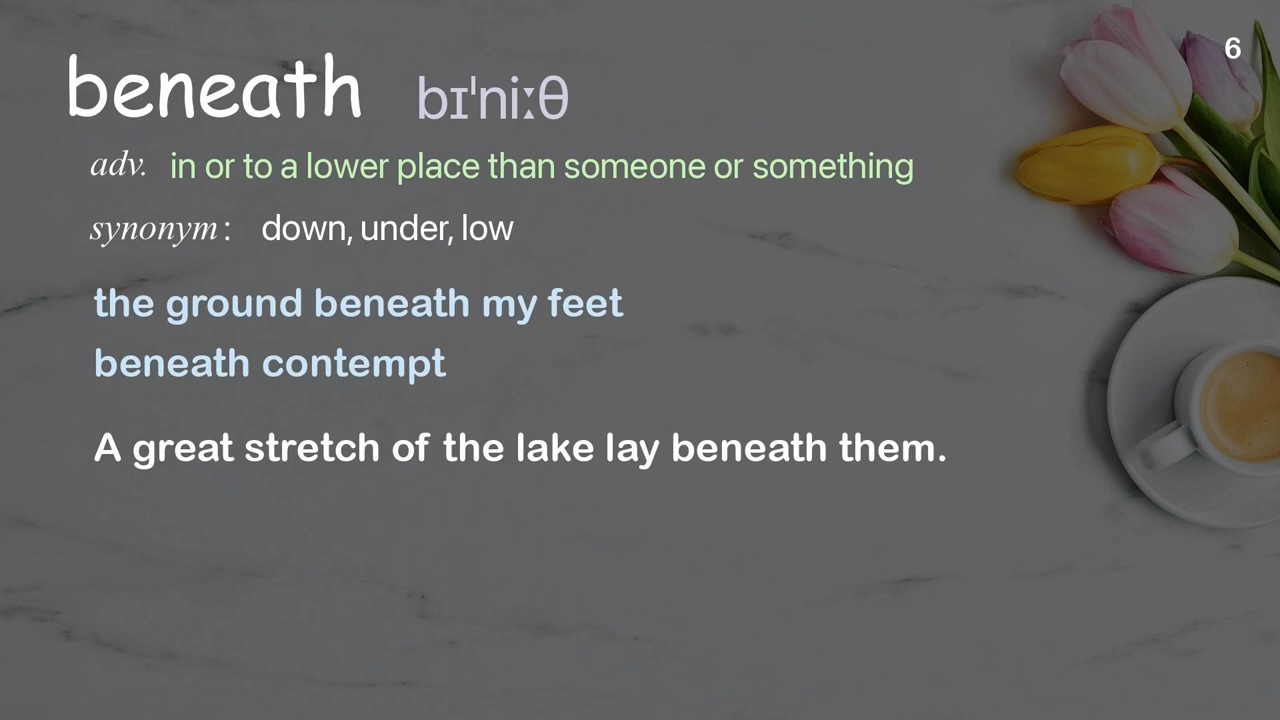 6
beneath bɪˈniːθ
adv. in or to a lower place than someone or something
synonym: down, under, low
the ground beneath my feet
beneath contempt
A great stretch of the lake lay beneath them.